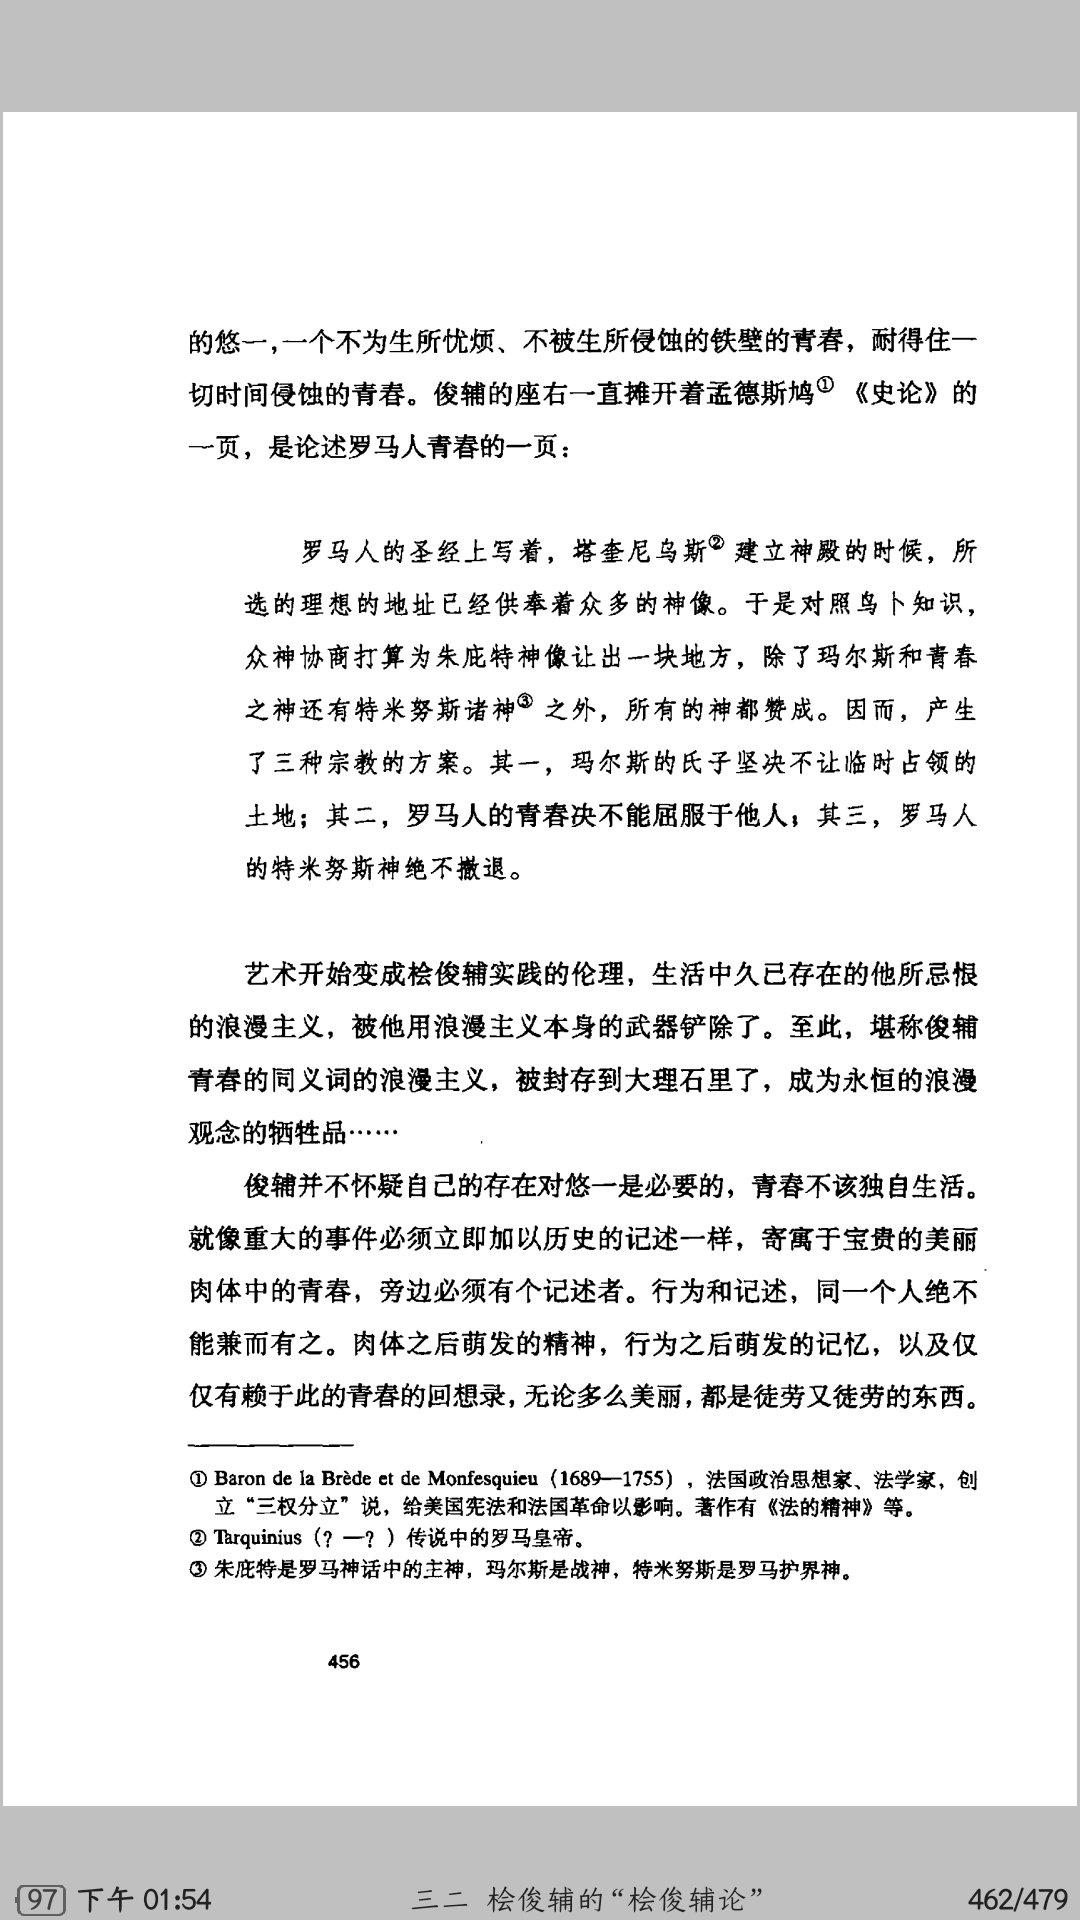 的悠一，一个不为生所忧烦、不被生所侵蚀的铁壁的青春，耐得住一
切时间侵蚀的青春。俊辅的座右一直摊开着孟德斯鸠①《史论》的
一页，是论述罗马人青春的一页：
罗马人的圣经上写着，塔奎尼乌斯②建立神殿的时候，所
选的理想的地址已经供奉着众多的神像。于是对照鸟卜知识，
众神协商打算为朱庇特神像让出一块地方，除了玛尔斯和青春
之神还有特米努斯诸神③之外，所有的神都赞成。因而，产生
了三种宗教的方案。其一，玛尔斯的氏子坚决不让临时占领的
土地；其二，罗马人的青春决不能屈服于他人；其三，罗马人
的特米努斯神绝不撤退。
艺术开始变成桧俊辅实践的伦理，生活中久已存在的他所忌恨
的浪漫主义，被他用浪漫主义本身的武器铲除了。至此，堪称俊辅
青春的同义词的浪漫主义，被封存到大理石里了，成为永恒的浪漫
观念的牺牲品……
俊辅并不怀疑自己的存在对悠一是必要的，青春不该独自生活。
就像重大的事件必须立即加以历史的记述一样，寄寓于宝贵的美丽
肉体中的青春，旁边必须有个记述者。行为和记述，同一个人绝不
能兼而有之。肉体之后萌发的精神，行为之后萌发的记忆，以及仅
仅有赖于此的青春的回想录，无论多么美丽，都是徒劳又徒劳的东西。
① Baron de la Brède et de Monfesquieu（1689—1755），法国政治思想家、法学家，创
立“三权分立”说，给美国宪法和法国革命以影响。著作有《法的精神》等。
② Tarquinius（？—？）传说中的罗马皇帝。
③ 朱庇特是罗马神话中的主神，玛尔斯是战神，特米努斯是罗马护界神。
456
97 下午 01:54 三二 桧俊辅的“桧俊辅论” 462/479